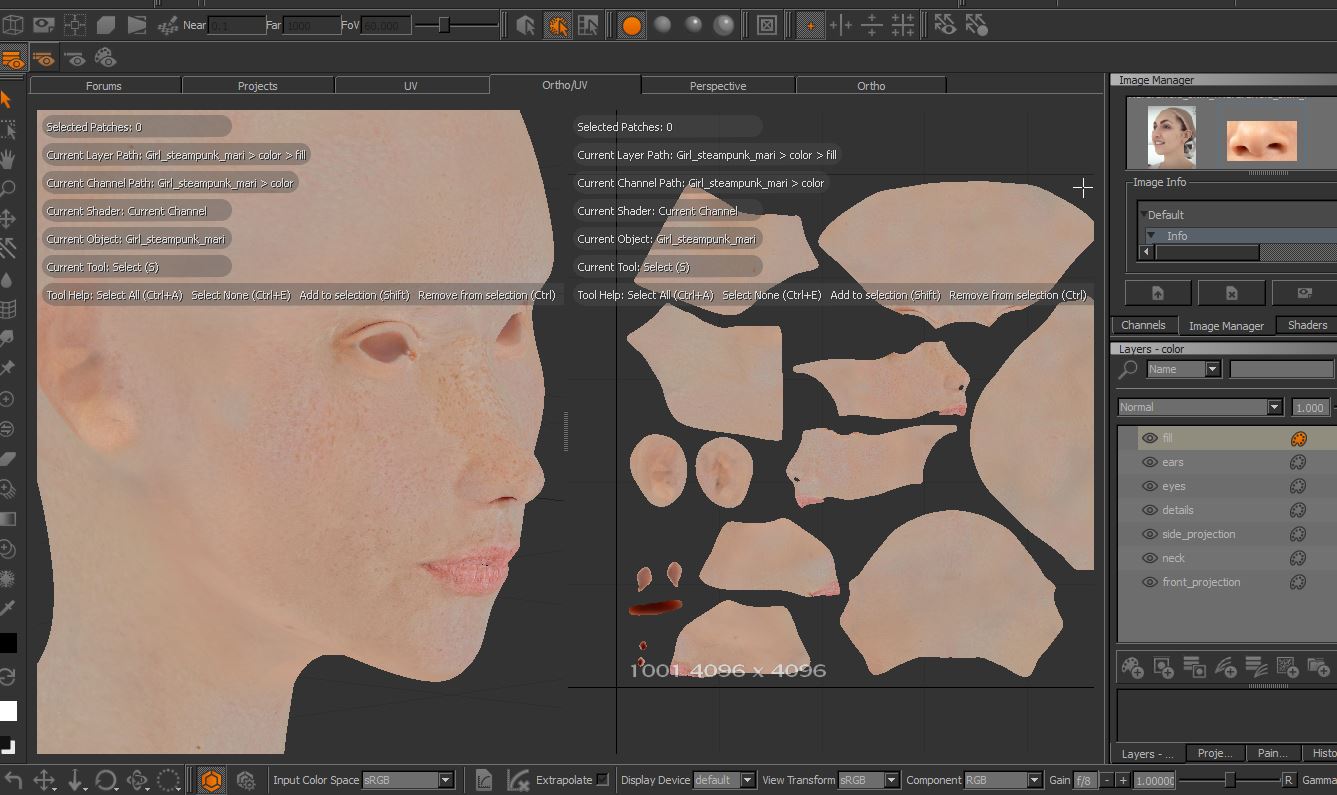 Near 0.1 Far 1000 FoV 60.000
Forums Projects UV Ortho/UV Perspective Ortho
Selected Patches: 0
Current Layer Path: Girl_steampunk_mari > color > fill
Current Channel Path: Girl_steampunk_mari > color
Current Shader: Current Channel
Current Object: Girl_steampunk_mari
Current Tool: Select (S)
Tool Help: Select All (Ctrl+A) Select None (Ctrl+E) Add to selection (Shift) Remove from selection (Ctrl)
Selected Patches: 0
Current Layer Path: Girl_steampunk_mari > color > fill
Current Channel Path: Girl_steampunk_mari > color
Current Shader: Current Channel
Current Object: Girl_steampunk_mari
Current Tool: Select (S)
Tool Help: Select All (Ctrl+A) Select None (Ctrl+E) Add to selection (Shift) Remove from selection (Ctrl)
1001 4096 x 4096
Image Manager
Image Info
Default
Info
Channels Image Manager Shaders
Layers - color
Name
Normal 1.000
fill
ears
eyes
details
side_projection
neck
front_projection
Layers - ... Proje... Pain... Histo
Input Color Space sRGB Extrapolate Display Device default View Transform sRGB Component RGB Gain f/8 - + 1.00000 R Gamma